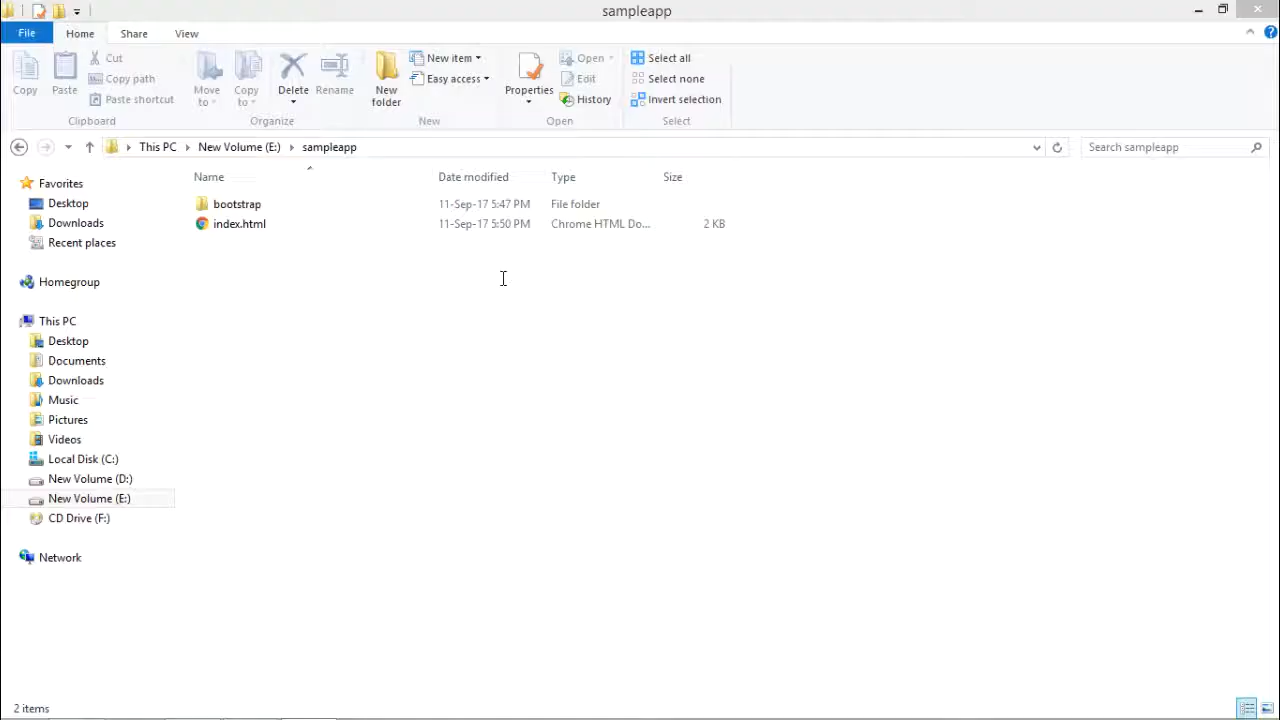 sampleapp
File Home Share View
Copy Paste Cut Copy path Paste shortcut Move to Copy to Delete Rename New folder New item Easy access Properties Open Edit History Select all Select none Invert selection
Clipboard Organize New Open Select
This PC New Volume (E:) sampleapp Search sampleapp
Name Date modified Type Size
bootstrap 11-Sep-17 5:47 PM File folder
index.html 11-Sep-17 5:50 PM Chrome HTML Do... 2 KB
Favorites
Desktop
Downloads
Recent places
Homegroup
This PC
Desktop
Documents
Downloads
Music
Pictures
Videos
Local Disk (C:)
New Volume (D:)
New Volume (E:)
CD Drive (F:)
Network
2 items